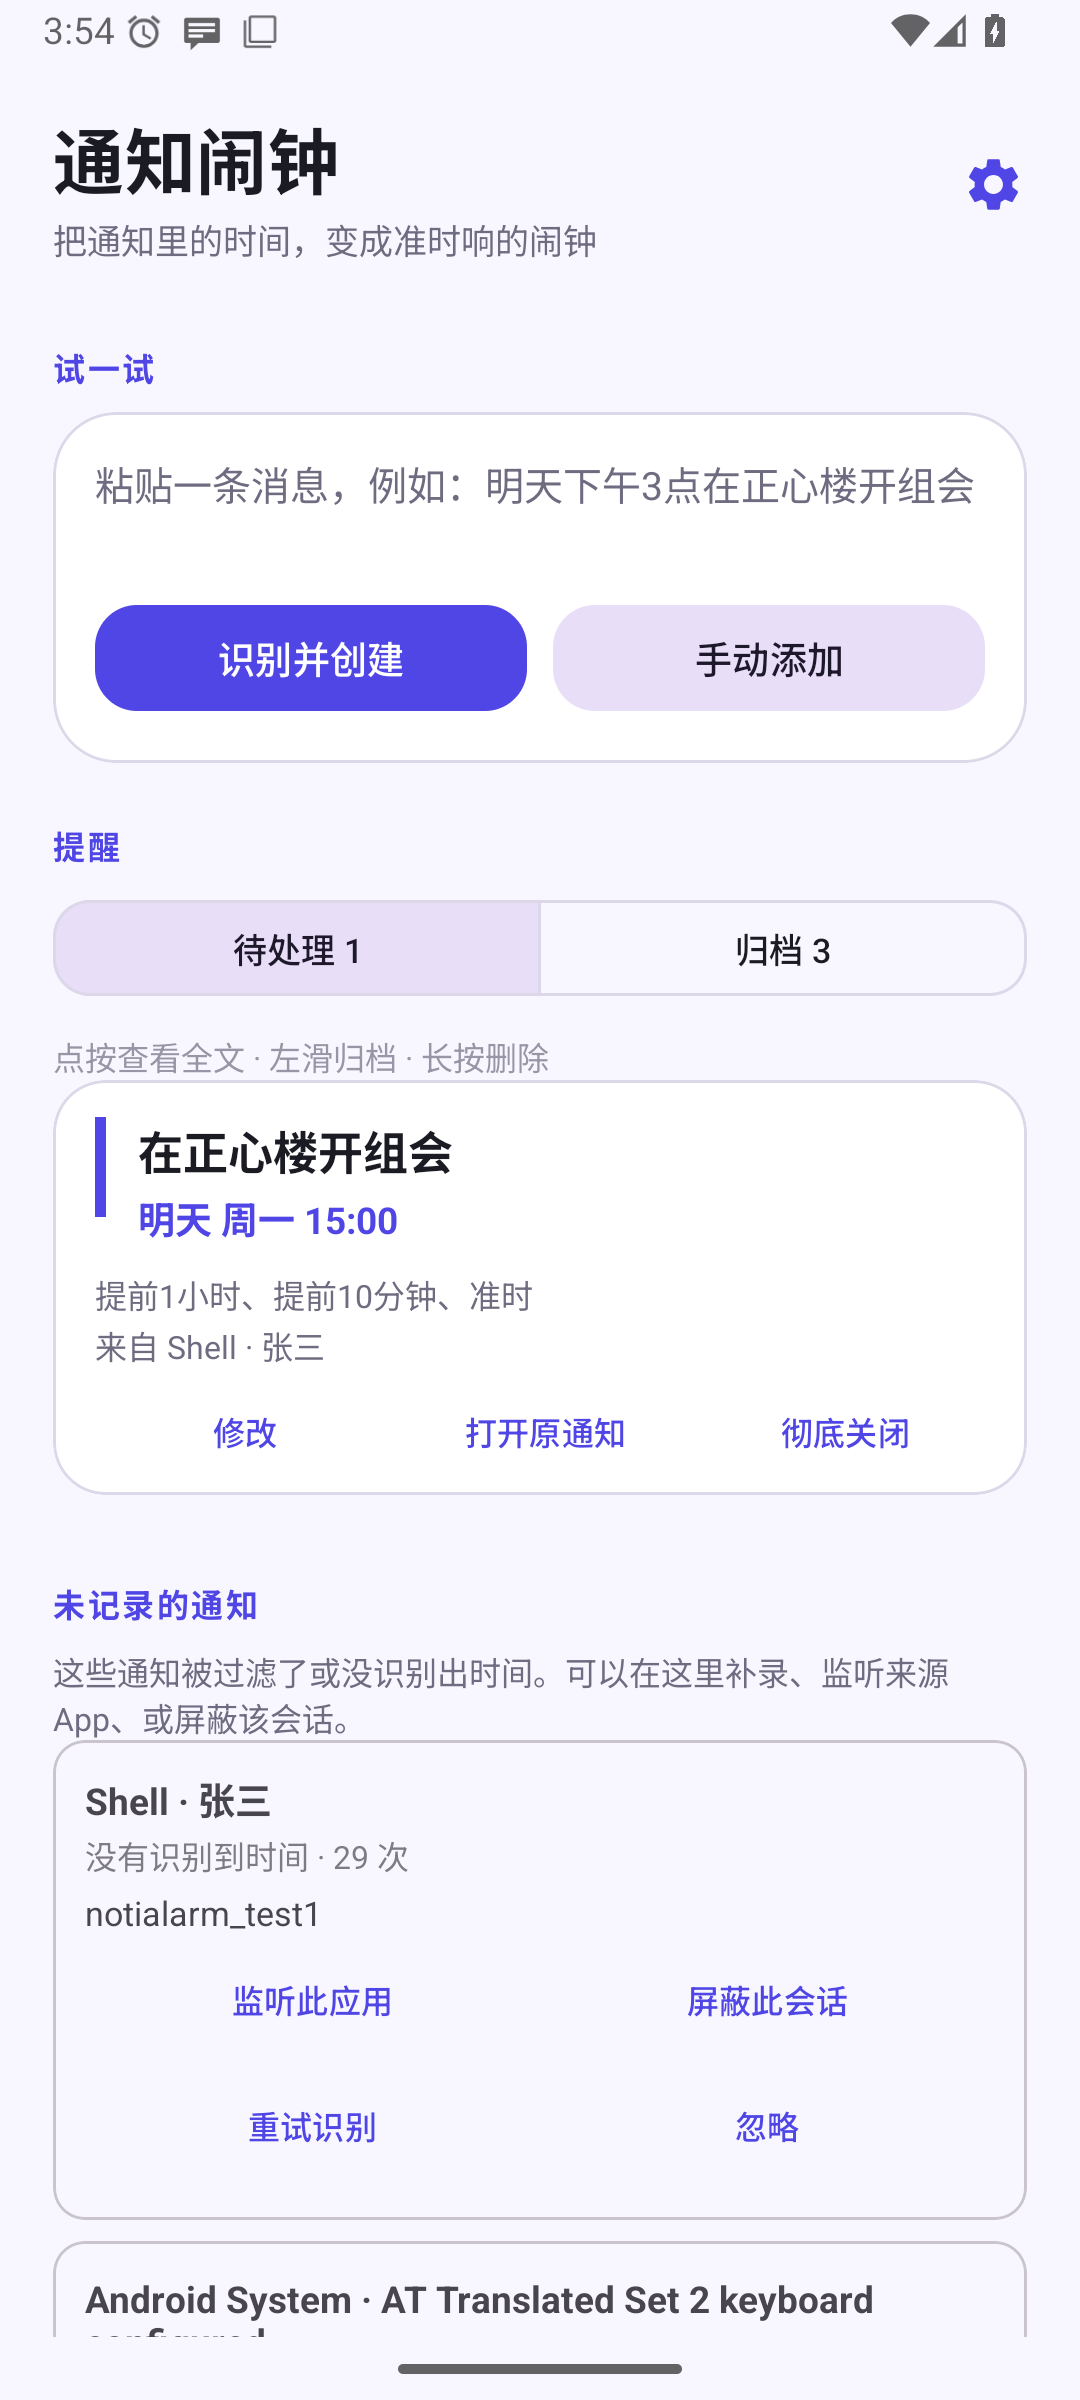 3:54
通知闹钟
把通知里的时间，变成准时响的闹钟
试一试
粘贴一条消息，例如：明天下午3点在正心楼开组会
识别并创建
手动添加
提醒
待处理 1
归档 3
点按查看全文 · 左滑归档 · 长按删除
在正心楼开组会
明天 周一 15:00
提前1小时、提前10分钟、准时
来自 Shell · 张三
修改
打开原通知
彻底关闭
未记录的通知
这些通知被过滤了或没识别出时间。可以在这里补录、监听来源
App、或屏蔽该会话。
Shell · 张三
没有识别到时间 · 29 次
notialarm_test1
监听此应用
屏蔽此会话
重试识别
忽略
Android System · AT Translated Set 2 keyboard